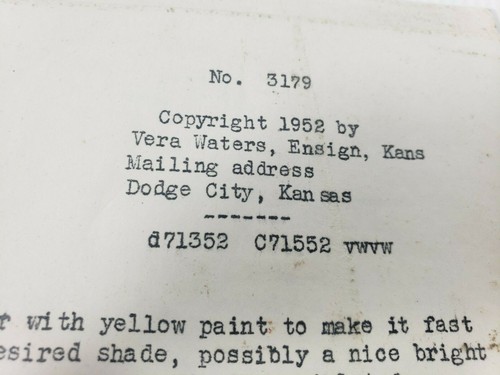 No. 3179
Copyright 1952 by
Vera Waters, Ensign, Kans
Mailing address
Dodge City, Kansas
-------
d71352 C71552 vwvw
with yellow paint to make it fast
esired shade, possibly a nice bright